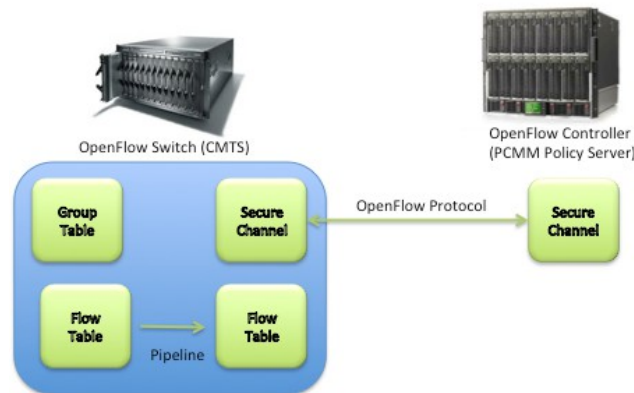 OpenFlow Switch (CMTS)
OpenFlow Controller
(PCMM Policy Server)
Group
Table
Secure
Channel
OpenFlow Protocol
Secure
Channel
Flow
Table
Pipeline
Flow
Table